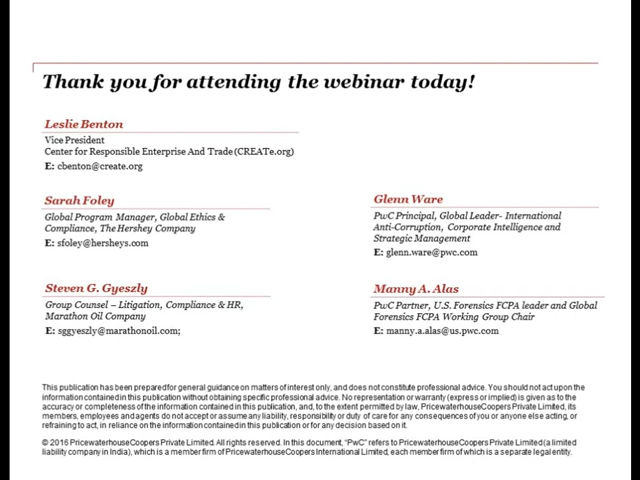 Thank you for attending the webinar today!
Leslie Benton
Vice President
Center for Responsible Enterprise And Trade (CREATe.org)
E: cbenton@create.org
Sarah Foley
Global Program Manager, Global Ethics &
Compliance, The Hershey Company
E: sfoley@hersheys.com
Glenn Ware
PwC Principal, Global Leader- International
Anti-Corruption, Corporate Intelligence and
Strategic Management
E: glenn.ware@pwc.com
Steven G. Gyeszly
Group Counsel – Litigation, Compliance & HR,
Marathon Oil Company
E: sggyeszly@marathonoil.com;
Manny A. Alas
PwC Partner, U.S. Forensics FCPA leader and Global
Forensics FCPA Working Group Chair
E: manny.a.alas@us.pwc.com
This publication has been prepared for general guidance on matters of interest only, and does not constitute professional advice. You should not act upon the
information contained in this publication without obtaining specific professional advice. No representation or warranty (express or implied) is given as to the
accuracy or completeness of the information contained in this publication, and, to the extent permitted by law, PricewaterhouseCoopers Private Limited, its
members, employees and agents do not accept or assume any liability, responsibility or duty of care for any consequences of you or anyone else acting, or
refraining to act, in reliance on the information contained in this publication or for any decision based on it.
© 2016 PricewaterhouseCoopers Private Limited. All rights reserved. In this document, “PwC” refers to PricewaterhouseCoopers Private Limited (a limited
liability company in India), which is a member firm of PricewaterhouseCoopers International Limited, each member firm of which is a separate legal entity.